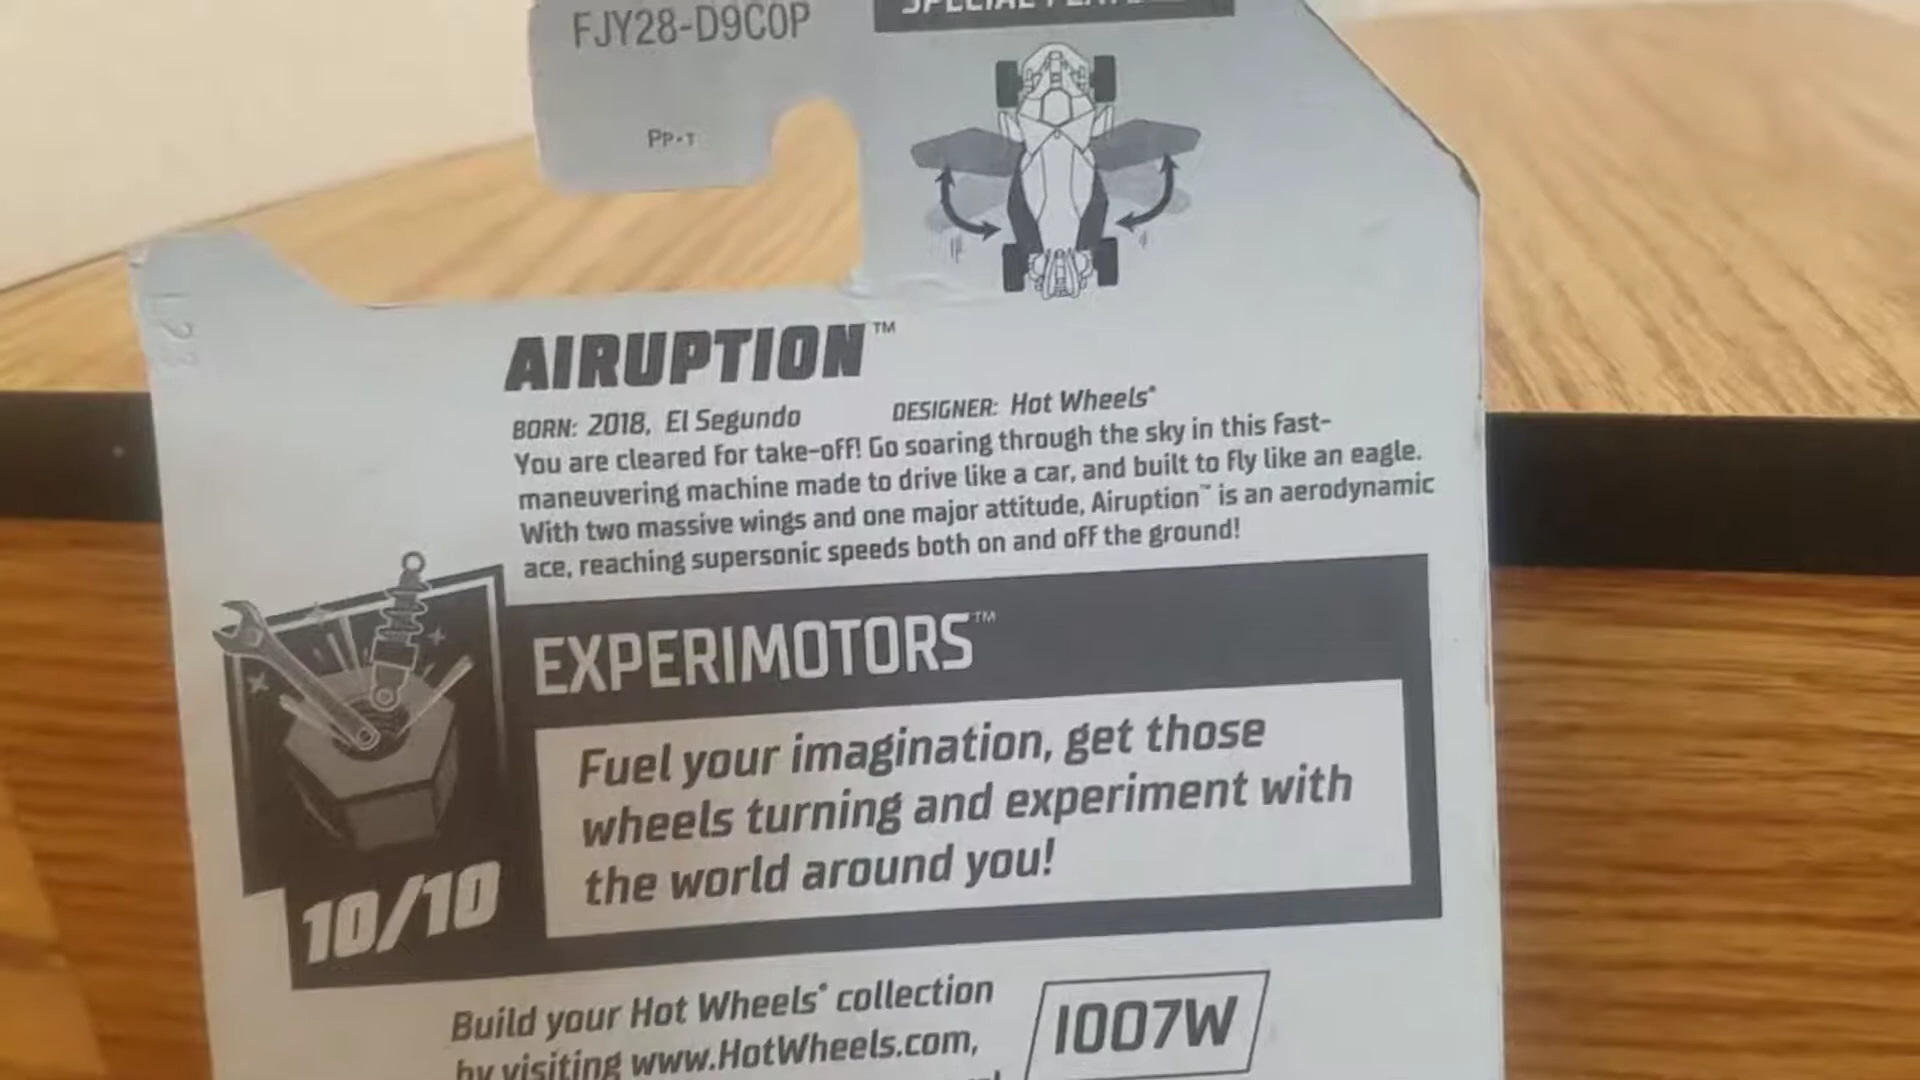 FJY28-D9C0P
SPECIAL
PP-T
AIRUPTION™
BORN: 2018, El Segundo DESIGNER: Hot Wheels®
You are cleared for take-off! Go soaring through the sky in this fast-
maneuvering machine made to drive like a car, and built to fly like an eagle.
With two massive wings and one major attitude, Airuption™ is an aerodynamic
ace, reaching supersonic speeds both on and off the ground!
EXPERIMOTORS™
Fuel your imagination, get those
wheels turning and experiment with
the world around you!
10/10
Build your Hot Wheels® collection
by visiting www.HotWheels.com,
1007W